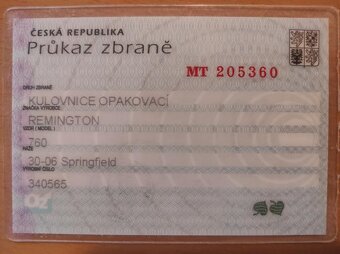 ČESKÁ REPUBLIKA
Průkaz zbraně
MT 205360
DRUH ZBRANĚ
KULOVNICE OPAKOVACÍ
ZNAČKA VÝROBCE
REMINGTON
VZOR (MODEL)
760
RÁŽE
30-06 Springfield
VÝROBNÍ ČÍSLO
340565